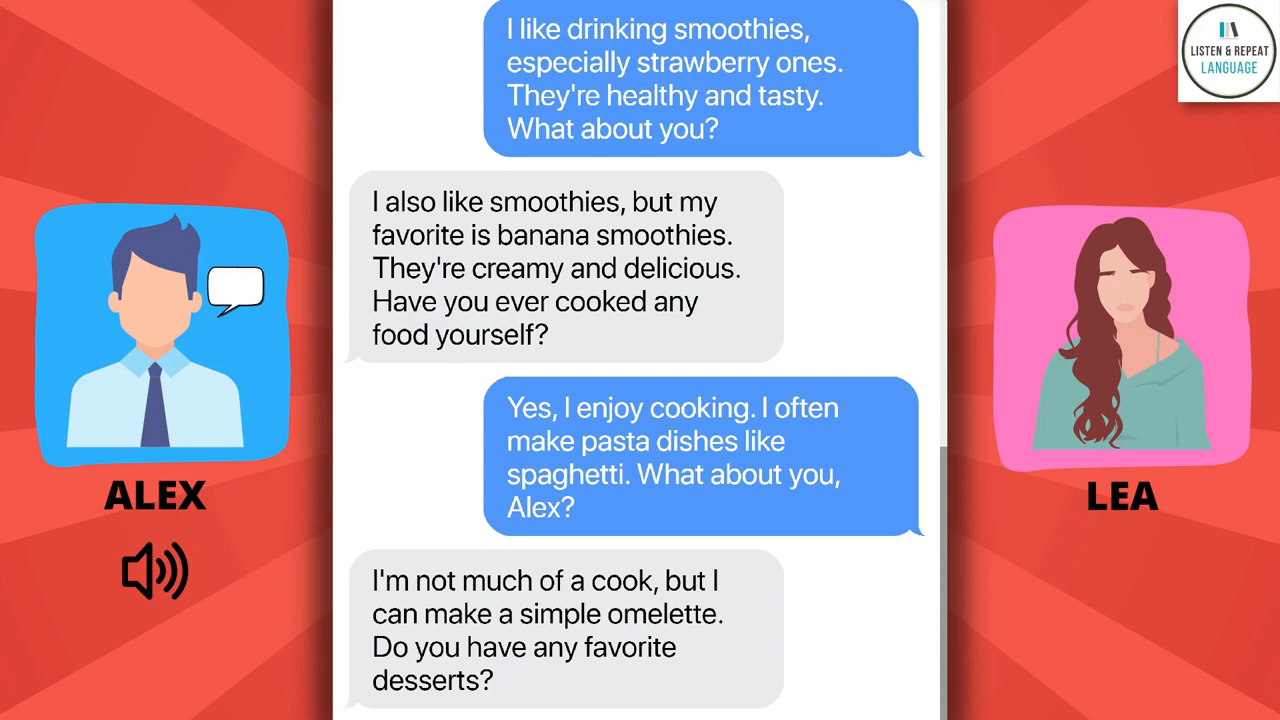 I like drinking smoothies,
especially strawberry ones.
They're healthy and tasty.
What about you?
I also like smoothies, but my
favorite is banana smoothies.
They're creamy and delicious.
Have you ever cooked any
food yourself?
Yes, I enjoy cooking. I often
make pasta dishes like
spaghetti. What about you,
Alex?
I'm not much of a cook, but I
can make a simple omelette.
Do you have any favorite
desserts?
ALEX
LEA
LISTEN & REPEAT
LANGUAGE